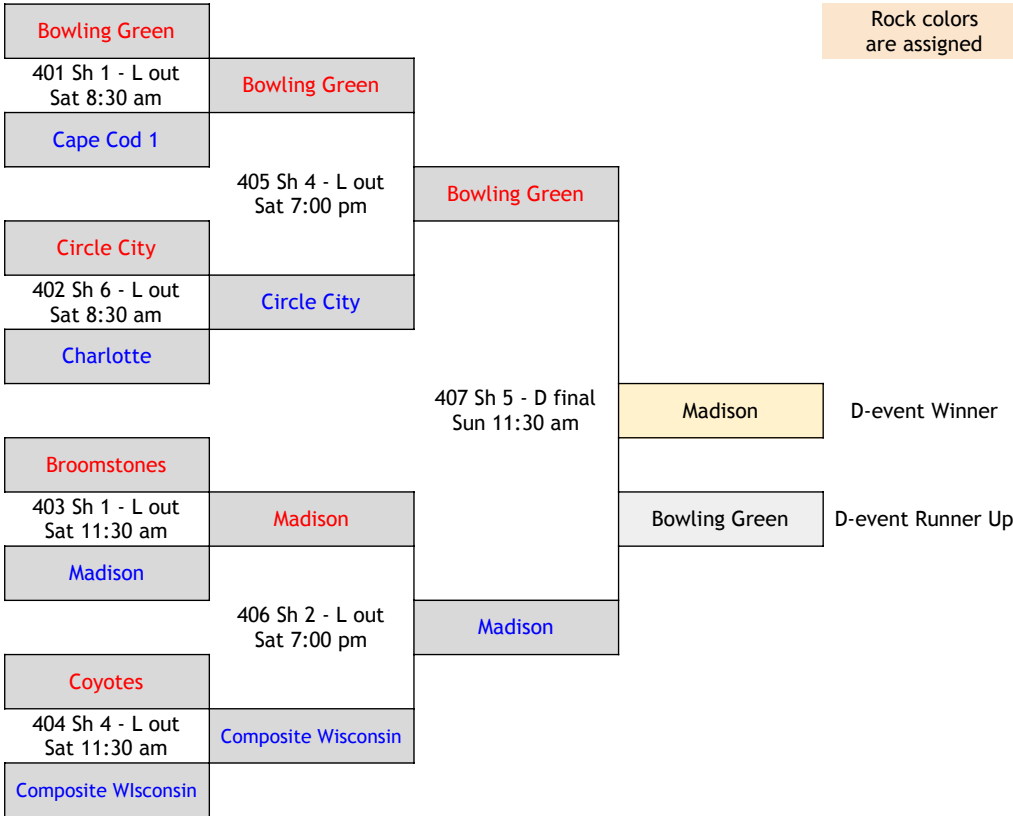 Bowling Green
Rock colors
are assigned
401 Sh 1 - L out
Sat 8:30 am
Bowling Green
Cape Cod 1
405 Sh 4 - L out
Sat 7:00 pm
Bowling Green
Circle City
402 Sh 6 - L out
Sat 8:30 am
Circle City
Charlotte
407 Sh 5 - D final
Sun 11:30 am
Madison
D-event Winner
Broomstones
403 Sh 1 - L out
Sat 11:30 am
Madison
Bowling Green
D-event Runner Up
Madison
406 Sh 2 - L out
Sat 7:00 pm
Madison
Coyotes
404 Sh 4 - L out
Sat 11:30 am
Composite Wisconsin
Composite WIsconsin